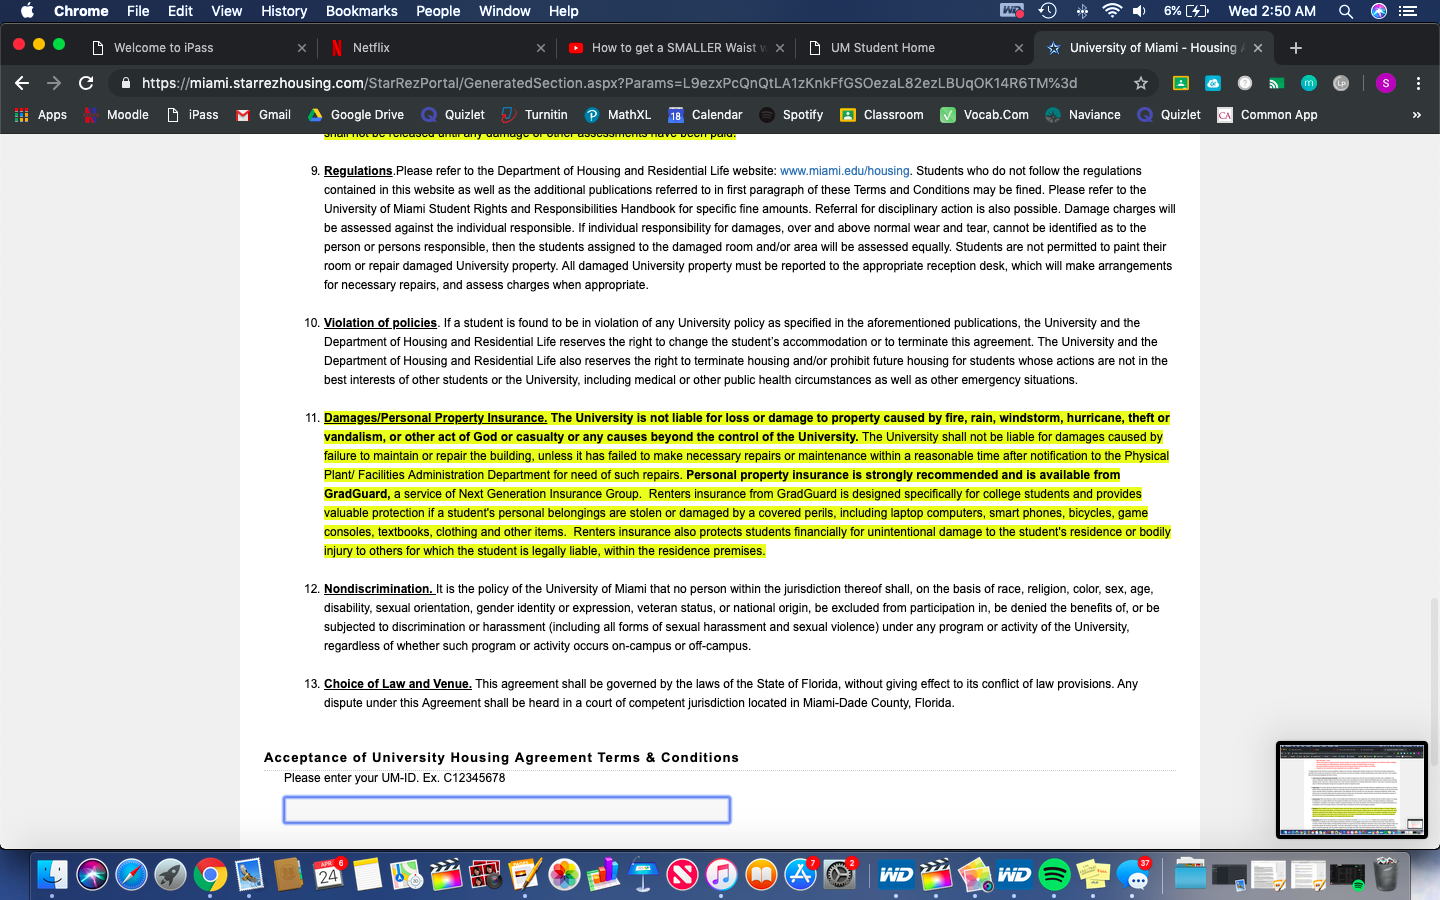 Chrome File Edit View History Bookmarks People Window Help 6% Wed 2:50 AM
Welcome to iPass
Netflix
How to get a SMALLER Waist
UM Student Home
University of Miami - Housing
https://miami.starrezhousing.com/StarRezPortal/GeneratedSection.aspx?Params=L9ezxPcQnQtLA1zKnkFfGSOezaL82ezLBUqOK14R6TM%3d
Apps Moodle iPass Gmail Google Drive Quizlet Turnitin MathXL Calendar Spotify Classroom Vocab.Com Naviance Quizlet Common App
shall not be released until any damage or other assessments have been paid.
9. Regulations.Please refer to the Department of Housing and Residential Life website: www.miami.edu/housing. Students who do not follow the regulations
contained in this website as well as the additional publications referred to in first paragraph of these Terms and Conditions may be fined. Please refer to the
University of Miami Student Rights and Responsibilities Handbook for specific fine amounts. Referral for disciplinary action is also possible. Damage charges will
be assessed against the individual responsible. If individual responsibility for damages, over and above normal wear and tear, cannot be identified as to the
person or persons responsible, then the students assigned to the damaged room and/or area will be assessed equally. Students are not permitted to paint their
room or repair damaged University property. All damaged University property must be reported to the appropriate reception desk, which will make arrangements
for necessary repairs, and assess charges when appropriate.
10. Violation of policies. If a student is found to be in violation of any University policy as specified in the aforementioned publications, the University and the
Department of Housing and Residential Life reserves the right to change the student's accommodation or to terminate this agreement. The University and the
Department of Housing and Residential Life also reserves the right to terminate housing and/or prohibit future housing for students whose actions are not in the
best interests of other students or the University, including medical or other public health circumstances as well as other emergency situations.
11. Damages/Personal Property Insurance. The University is not liable for loss or damage to property caused by fire, rain, windstorm, hurricane, theft or
vandalism, or other act of God or casualty or any causes beyond the control of the University. The University shall not be liable for damages caused by
failure to maintain or repair the building, unless it has failed to make necessary repairs or maintenance within a reasonable time after notification to the Physical
Plant/ Facilities Administration Department for need of such repairs. Personal property insurance is strongly recommended and is available from
GradGuard, a service of Next Generation Insurance Group. Renters insurance from GradGuard is designed specifically for college students and provides
valuable protection if a student's personal belongings are stolen or damaged by a covered perils, including laptop computers, smart phones, bicycles, game
consoles, textbooks, clothing and other items. Renters insurance also protects students financially for unintentional damage to the student's residence or bodily
injury to others for which the student is legally liable, within the residence premises.
12. Nondiscrimination. It is the policy of the University of Miami that no person within the jurisdiction thereof shall, on the basis of race, religion, color, sex, age,
disability, sexual orientation, gender identity or expression, veteran status, or national origin, be excluded from participation in, be denied the benefits of, or be
subjected to discrimination or harassment (including all forms of sexual harassment and sexual violence) under any program or activity of the University,
regardless of whether such program or activity occurs on-campus or off-campus.
13. Choice of Law and Venue. This agreement shall be governed by the laws of the State of Florida, without giving effect to its conflict of law provisions. Any
dispute under this Agreement shall be heard in a court of competent jurisdiction located in Miami-Dade County, Florida.
Acceptance of University Housing Agreement Terms & Conditions
Please enter your UM-ID. Ex. C12345678
APR 24 6 7 2 WD WD 37